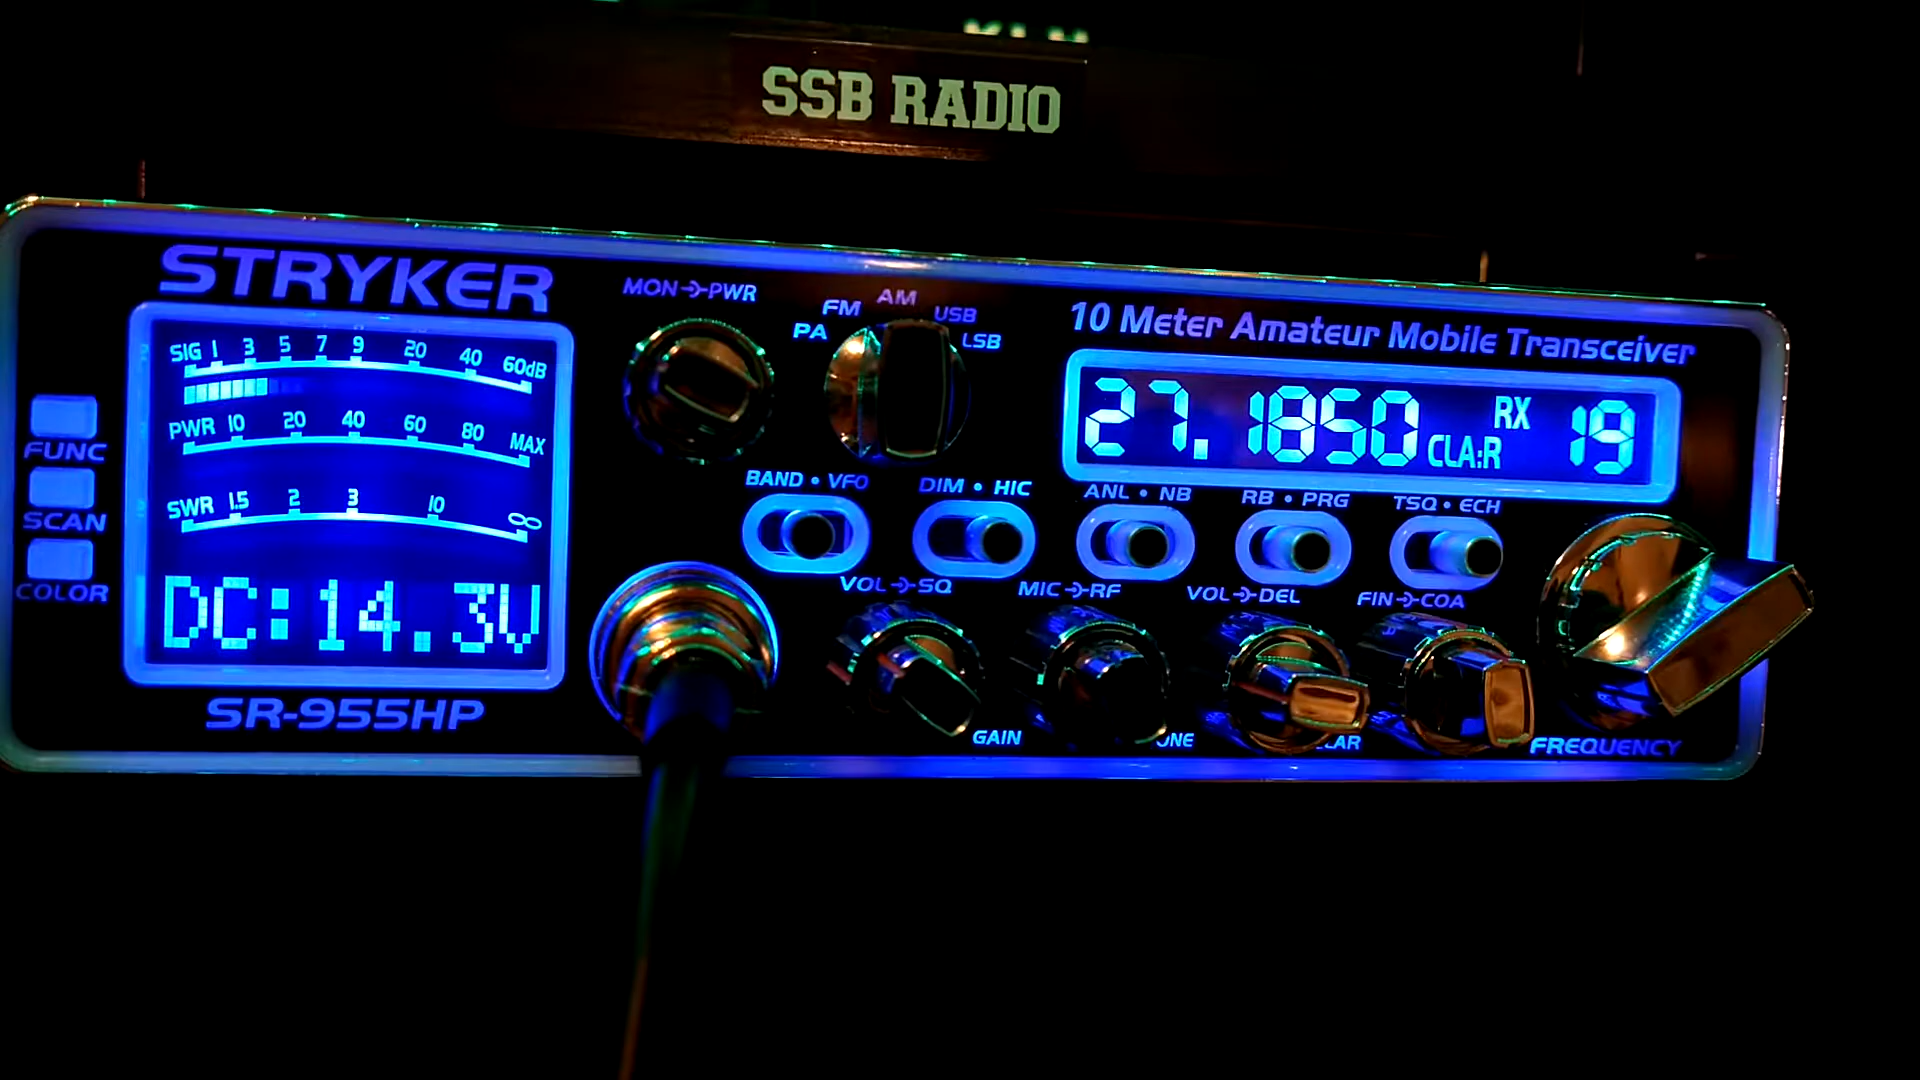 SSB RADIO
STRYKER
SIG 1 3 5 7 9 20 40 60dB
PWR 10 20 40 60 80 MAX
SWR 1.5 2 3 10 ∞
DC:14.3V
SR-955HP
FUNC
SCAN
COLOR
MON→PWR
PA FM AM USB LSB
10 Meter Amateur Mobile Transceiver
27.1850 CLA:R RX 19
BAND • VFO
DIM • HIC
ANL • NB
RB • PRG
TSQ • ECH
VOL→SQ
MIC→RF
VOL→DEL
FIN→COA
GAIN
FREQUENCY